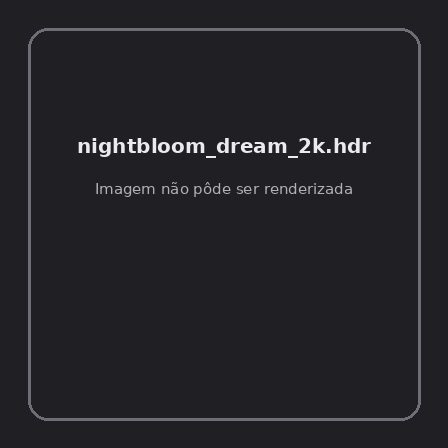 nightbloom_dream_2k.hdr
Imagem não pôde ser renderizada